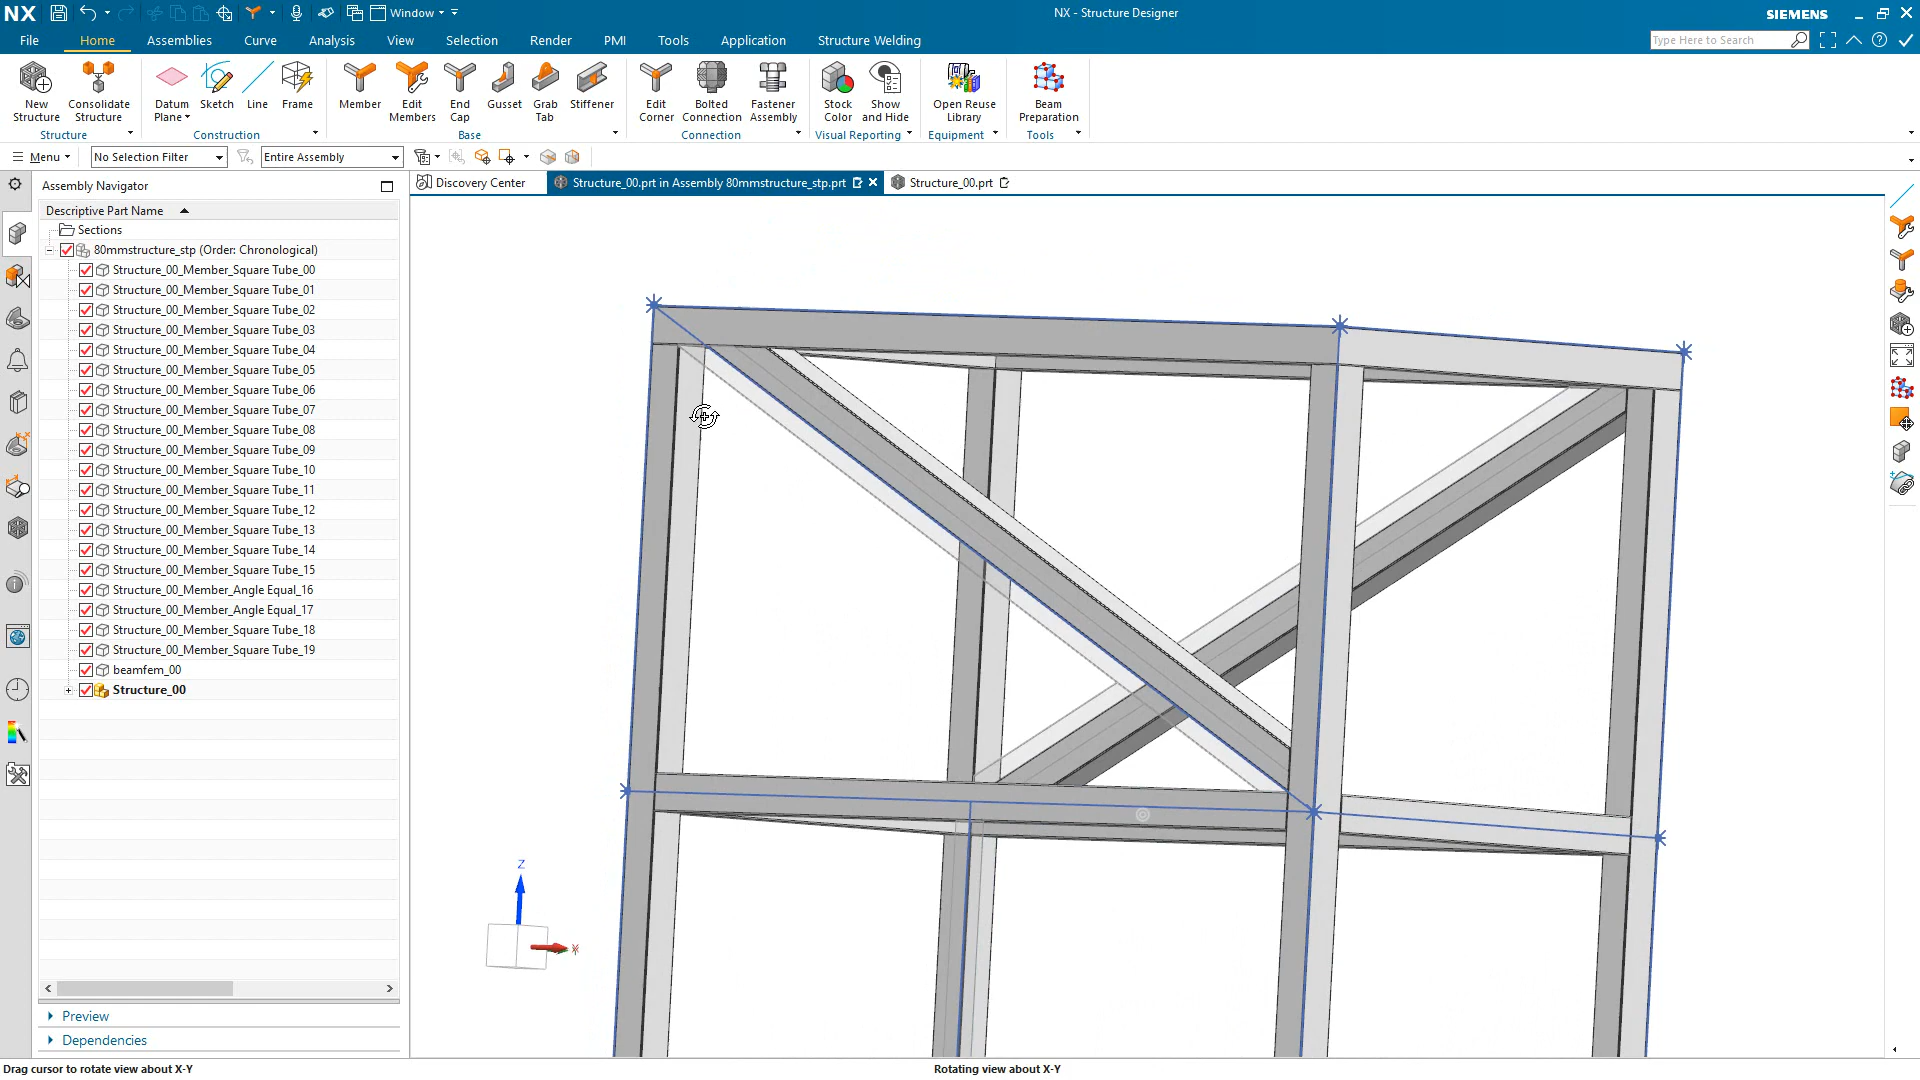 NX
Window
NX - Structure Designer
SIEMENS
File
Home
Assemblies
Curve
Analysis
View
Selection
Render
PMI
Tools
Application
Structure Welding
Type Here to Search
New Structure
Consolidate Structure
Datum Plane
Sketch
Line
Frame
Member
Edit Members
End Cap
Gusset
Grab Tab
Stiffener
Edit Corner
Bolted Connection
Fastener Assembly
Stock Color
Show and Hide
Open Reuse Library
Beam Preparation
Structure
Construction
Base
Connection
Visual Reporting
Equipment
Tools
Menu
No Selection Filter
Entire Assembly
Assembly Navigator
Discovery Center
Structure_00.prt in Assembly 80mmstructure_stp.prt
Structure_00.prt
Descriptive Part Name
Sections
80mmstructure_stp (Order: Chronological)
Structure_00_Member_Square Tube_00
Structure_00_Member_Square Tube_01
Structure_00_Member_Square Tube_02
Structure_00_Member_Square Tube_03
Structure_00_Member_Square Tube_04
Structure_00_Member_Square Tube_05
Structure_00_Member_Square Tube_06
Structure_00_Member_Square Tube_07
Structure_00_Member_Square Tube_08
Structure_00_Member_Square Tube_09
Structure_00_Member_Square Tube_10
Structure_00_Member_Square Tube_11
Structure_00_Member_Square Tube_12
Structure_00_Member_Square Tube_13
Structure_00_Member_Square Tube_14
Structure_00_Member_Square Tube_15
Structure_00_Member_Angle Equal_16
Structure_00_Member_Angle Equal_17
Structure_00_Member_Square Tube_18
Structure_00_Member_Square Tube_19
beamfem_00
Structure_00
Z
X
Preview
Dependencies
Drag cursor to rotate view about X-Y
Rotating view about X-Y